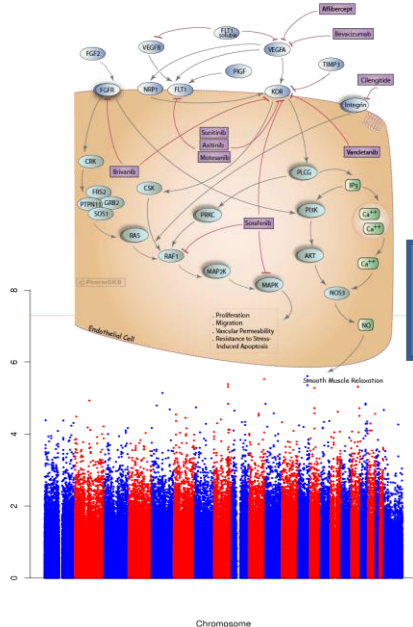 Aflibercept
FLT1 soluble
Bevacizumab
VEGFB
VEGFA
FGF2
TIMP3
PlGF
Cilengitide
FGFR
NRP1
FLT1
KDR
Integrin
Sunitinib
Axitinib
Motesanib
Vandetanib
CRK
Brivanib
CSK
PLCG
IP3
FRS2
PTPN11
GRB2
SOS1
PRKC
PI3K
Ca++
Ca++
Sorafenib
RAS
RAF1
AKT
Ca++
MAP2K
MAPK
NOS3
© PharmGKB
NO
. Proliferation
. Migration
. Vascular Permeability
. Resistance to Stress-
Induced Apoptosis
Endothelial Cell
Smooth Muscle Relaxation
8
6
4
2
0
Chromosome